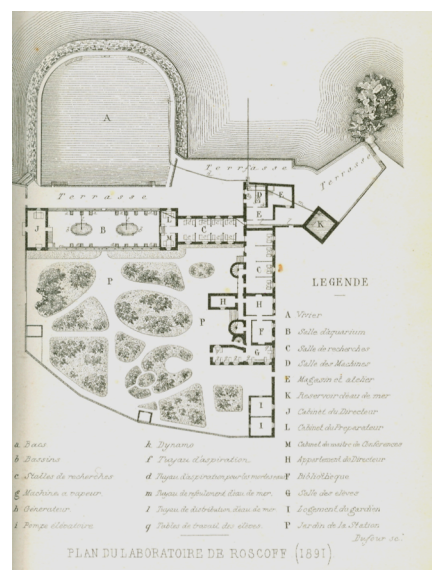 A
Terrasse
Terrasse
Terrasse
D
F
E
K
J
B
L
M
C
C
P
H
H
P
F
G
I
I
LEGENDE
A Vivier
B Salle d'aquarium
C Salle de recherches
D Salle des Machines
E Magasin et atelier
K Réservoir d'eau de mer
J Cabinet du Directeur
L Cabinet du Préparateur
M Cabinet du maître de Conférences
H Appartement du Directeur
F Bibliothèque
G Salle des élèves
I Logement du gardien
P Jardin de la Station
a Bacs
b Bassins
c Stalles de recherches
g Machine a vapeur
h Générateur
i Pompe élévatoire
k Dynamo
f Tuyau d'aspiration
d Tuyau d'aspiration pour les
m Tuyau de refoulement d'eau de mer
l Tuyau de distribution d'eau de mer
q Tables de travail des élèves
Dufour sc.
PLAN DU LABORATOIRE DE ROSCOFF (1891)